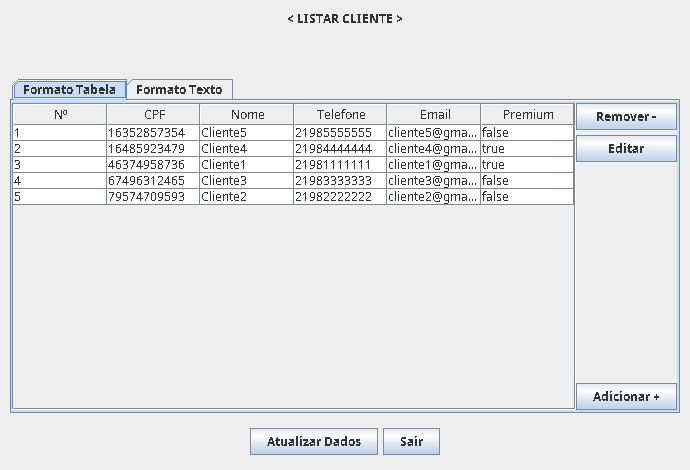 < LISTAR CLIENTE >
Formato Tabela Formato Texto
Nº CPF Nome Telefone Email Premium Remover -
1 16352857354 Cliente5 21985555555 cliente5@gma... false
2 16485923479 Cliente4 21984444444 cliente4@gma... true Editar
3 46374958736 Cliente1 21981111111 cliente1@gma... true
4 67496312465 Cliente3 21983333333 cliente3@gma... false
5 79574709593 Cliente2 21982222222 cliente2@gma... false
Adicionar +
Atualizar Dados Sair